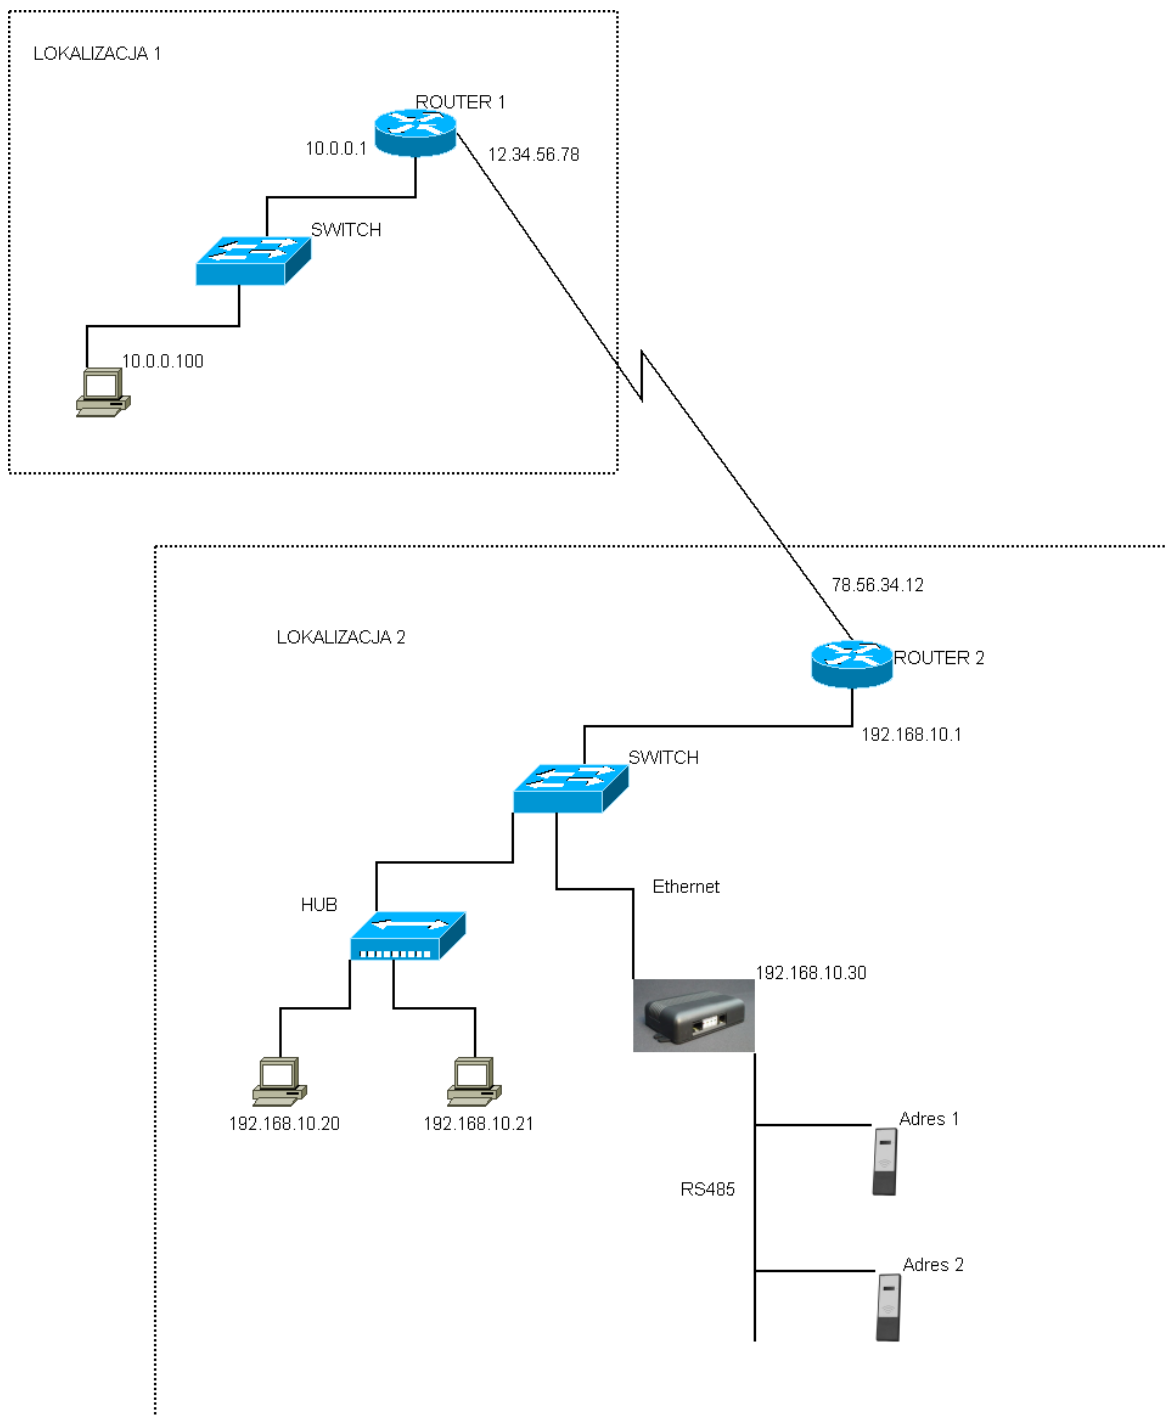 LOKALIZACJA 1
ROUTER 1
10.0.0.1
12.34.56.78
SWITCH
10.0.0.100
78.56.34.12
LOKALIZACJA 2
ROUTER 2
192.168.10.1
SWITCH
Ethernet
HUB
192.168.10.30
192.168.10.20
192.168.10.21
Adres 1
RS485
Adres 2